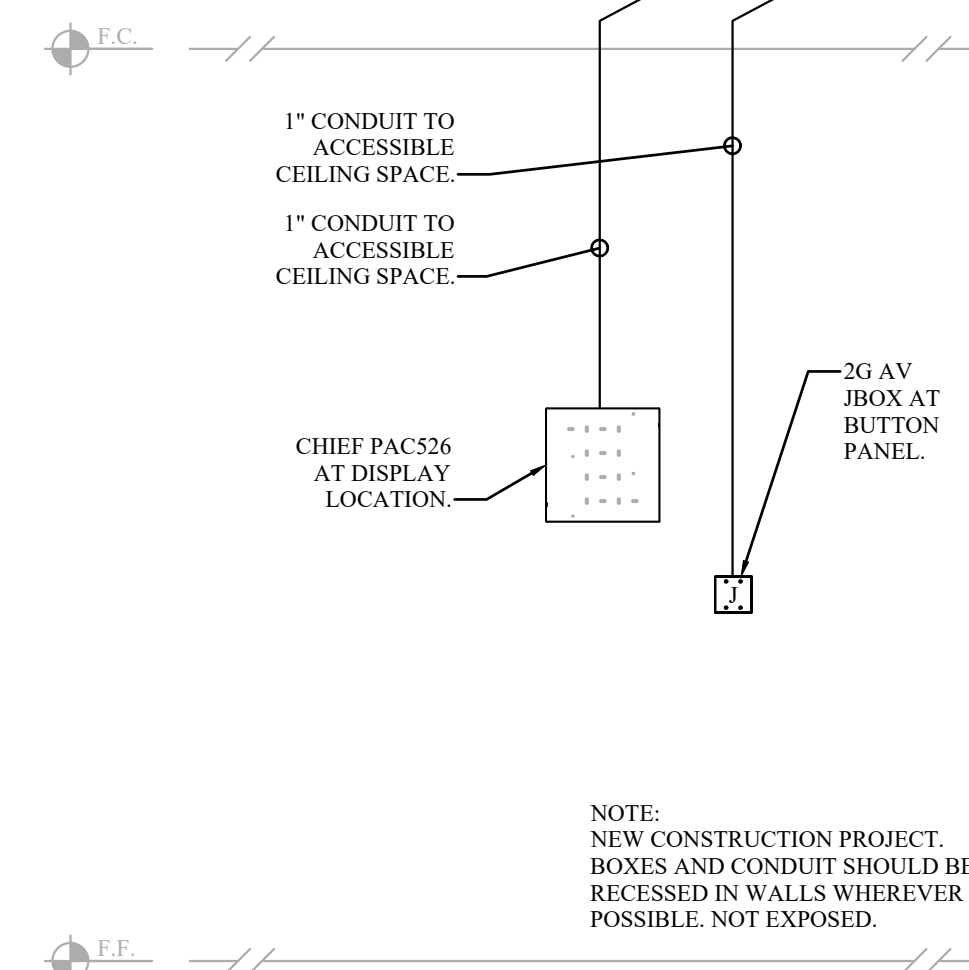 F.C.
1" CONDUIT TO
ACCESSIBLE
CEILING SPACE.
1" CONDUIT TO
ACCESSIBLE
CEILING SPACE.
2G AV
JBOX AT
BUTTON
PANEL.
CHIEF PAC526
AT DISPLAY
LOCATION.
J
NOTE:
NEW CONSTRUCTION PROJECT.
BOXES AND CONDUIT SHOULD BE
RECESSED IN WALLS WHEREVER
POSSIBLE. NOT EXPOSED.
F.F.